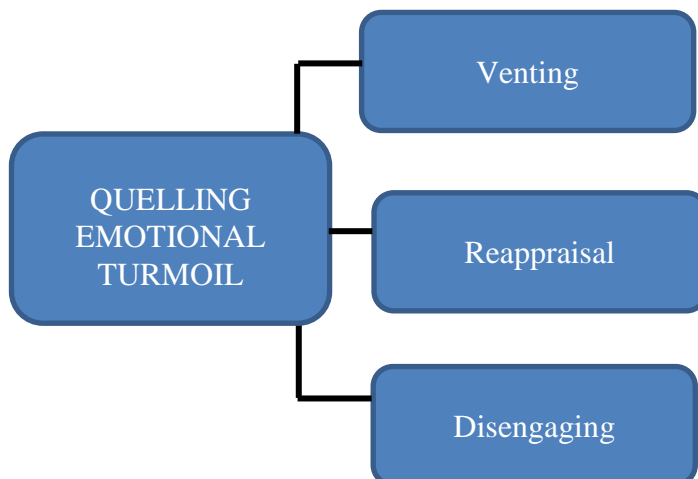 Venting
QUELLING
EMOTIONAL
TURMOIL
Reappraisal
Disengaging